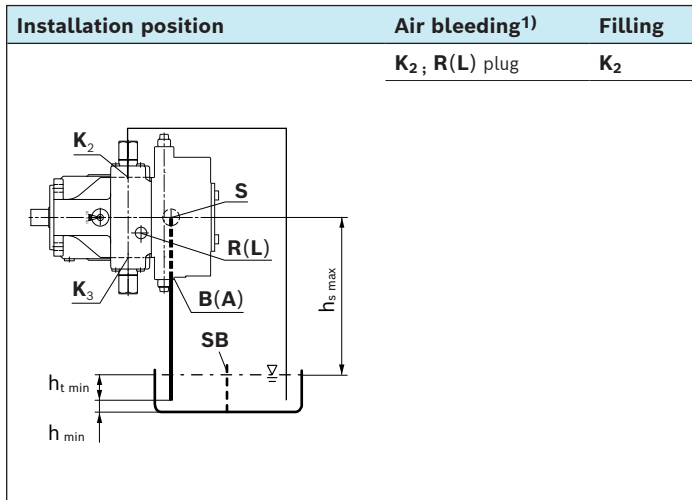 Installation position Air bleeding¹⁾ Filling
K₂ ; R(L) plug K₂
K₂
S
R(L)
K₃
B(A)
hₛ ₘₐₓ
SB
hₜ ₘᵢₙ
h ₘᵢₙ